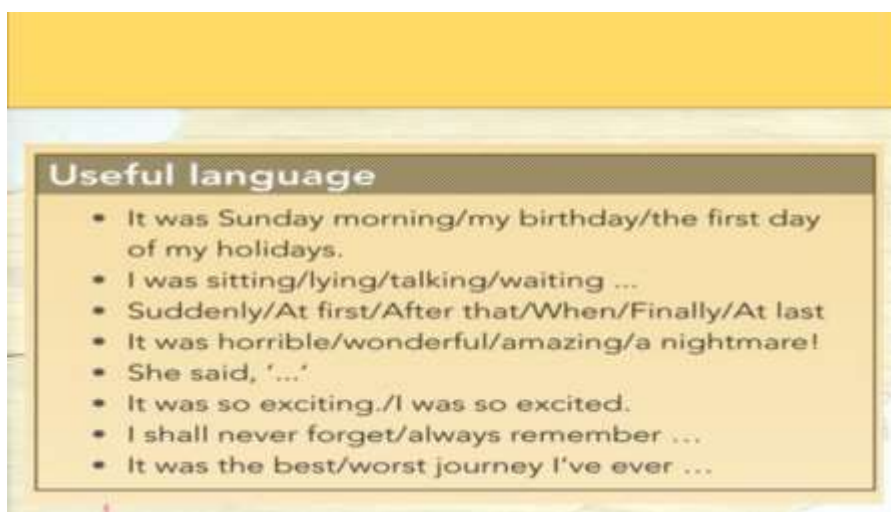 Useful language
• It was Sunday morning/my birthday/the first day
of my holidays.
• I was sitting/lying/talking/waiting ...
• Suddenly/At first/After that/When/Finally/At last
• It was horrible/wonderful/amazing/a nightmare!
• She said, ‘...‘
• It was so exciting./I was so excited.
• I shall never forget/always remember ...
• It was the best/worst journey I've ever ...